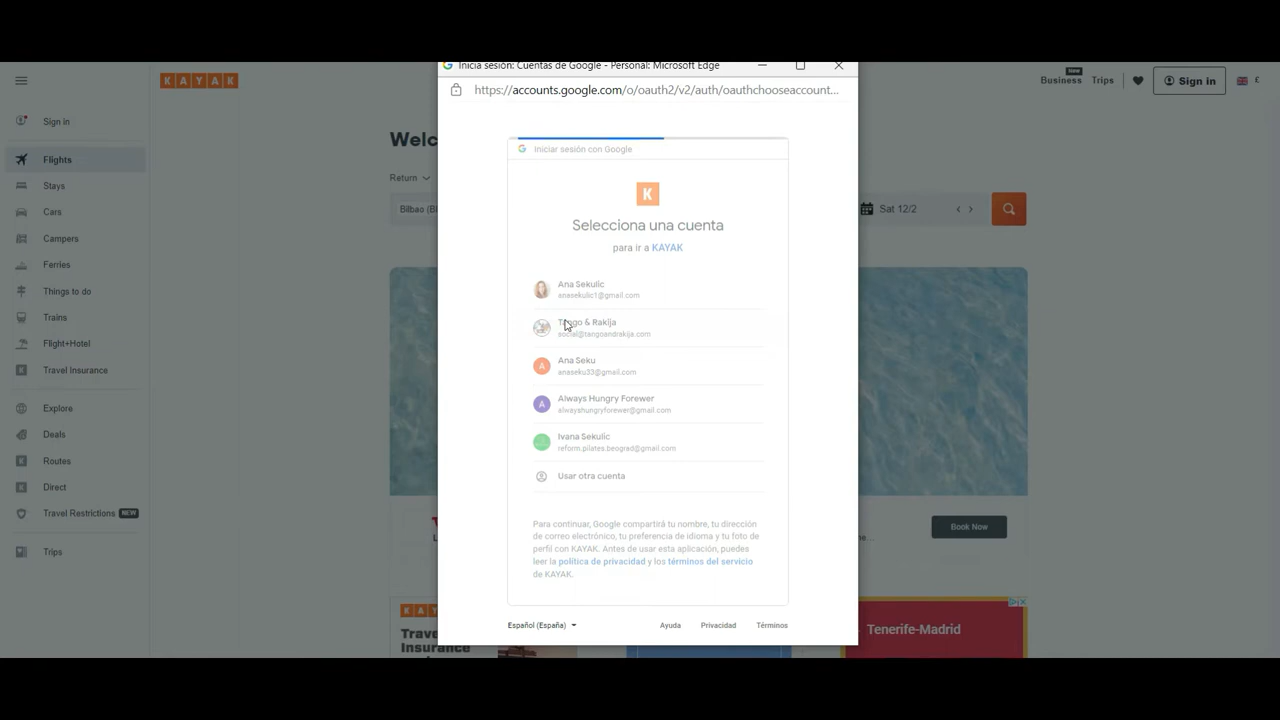 Inicia sesión: Cuentas de Google - Personal: Microsoft Edge
https://accounts.google.com/o/oauth2/v2/auth/oauthchooseaccount...
KAYAK
New
Business
Trips
Sign in
£
Sign in
Flights
Stays
Cars
Campers
Ferries
Things to do
Trains
Flight+Hotel
Travel Insurance
Explore
Deals
Routes
Direct
Travel Restrictions NEW
Trips
Welc
Return
Bilbao (B
Sat 12/2
Iniciar sesión con Google
K
Selecciona una cuenta
para ir a KAYAK
Ana Sekulic
anasekulic1@gmail.com
Tango & Rakija
social@tangoandrakija.com
A
Ana Seku
anaseku33@gmail.com
A
Always Hungry Forewer
alwayshungryforewer@gmail.com
Ivana Sekulic
reform.pilates.beograd@gmail.com
Usar otra cuenta
Para continuar, Google compartirá tu nombre, tu dirección
de correo electrónico, tu preferencia de idioma y tu foto de
perfil con KAYAK. Antes de usar esta aplicación, puedes
leer la política de privacidad y los términos del servicio
de KAYAK.
Español (España)
Ayuda
Privacidad
Términos
e...
Book Now
KAY
Trave
Insurance
Tenerife-Madrid